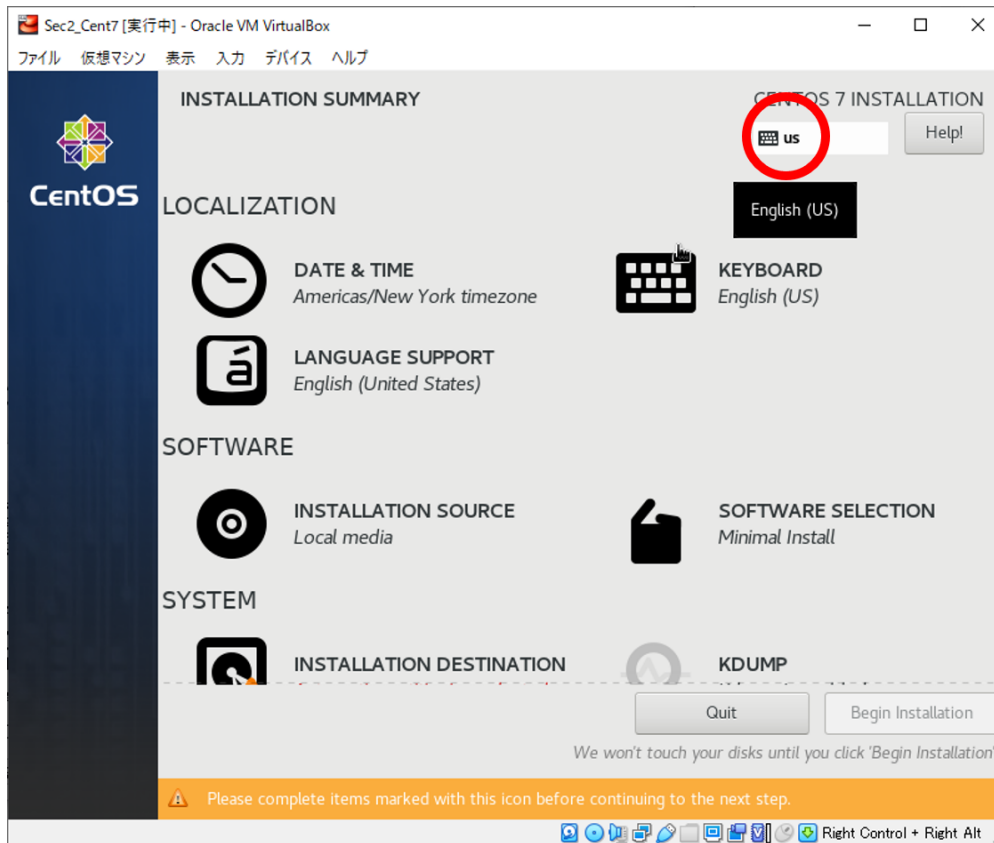 Sec2_Cent7 [実行中] - Oracle VM VirtualBox
ファイル 仮想マシン 表示 入力 デバイス ヘルプ
CentOS
INSTALLATION SUMMARY
CENTOS 7 INSTALLATION
us
Help!
English (US)
LOCALIZATION
DATE & TIME
Americas/New York timezone
KEYBOARD
English (US)
LANGUAGE SUPPORT
English (United States)
SOFTWARE
INSTALLATION SOURCE
Local media
SOFTWARE SELECTION
Minimal Install
SYSTEM
INSTALLATION DESTINATION
KDUMP
Quit
Begin Installation
We won't touch your disks until you click 'Begin Installation'
Please complete items marked with this icon before continuing to the next step.
Right Control + Right Alt